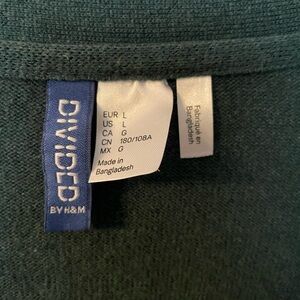 DIVIDED
BY H&M
EUR L
US L
CA G
CN 180/108A
MX G
Made in
Bangladesh
Fabriqué en
Bangladesh